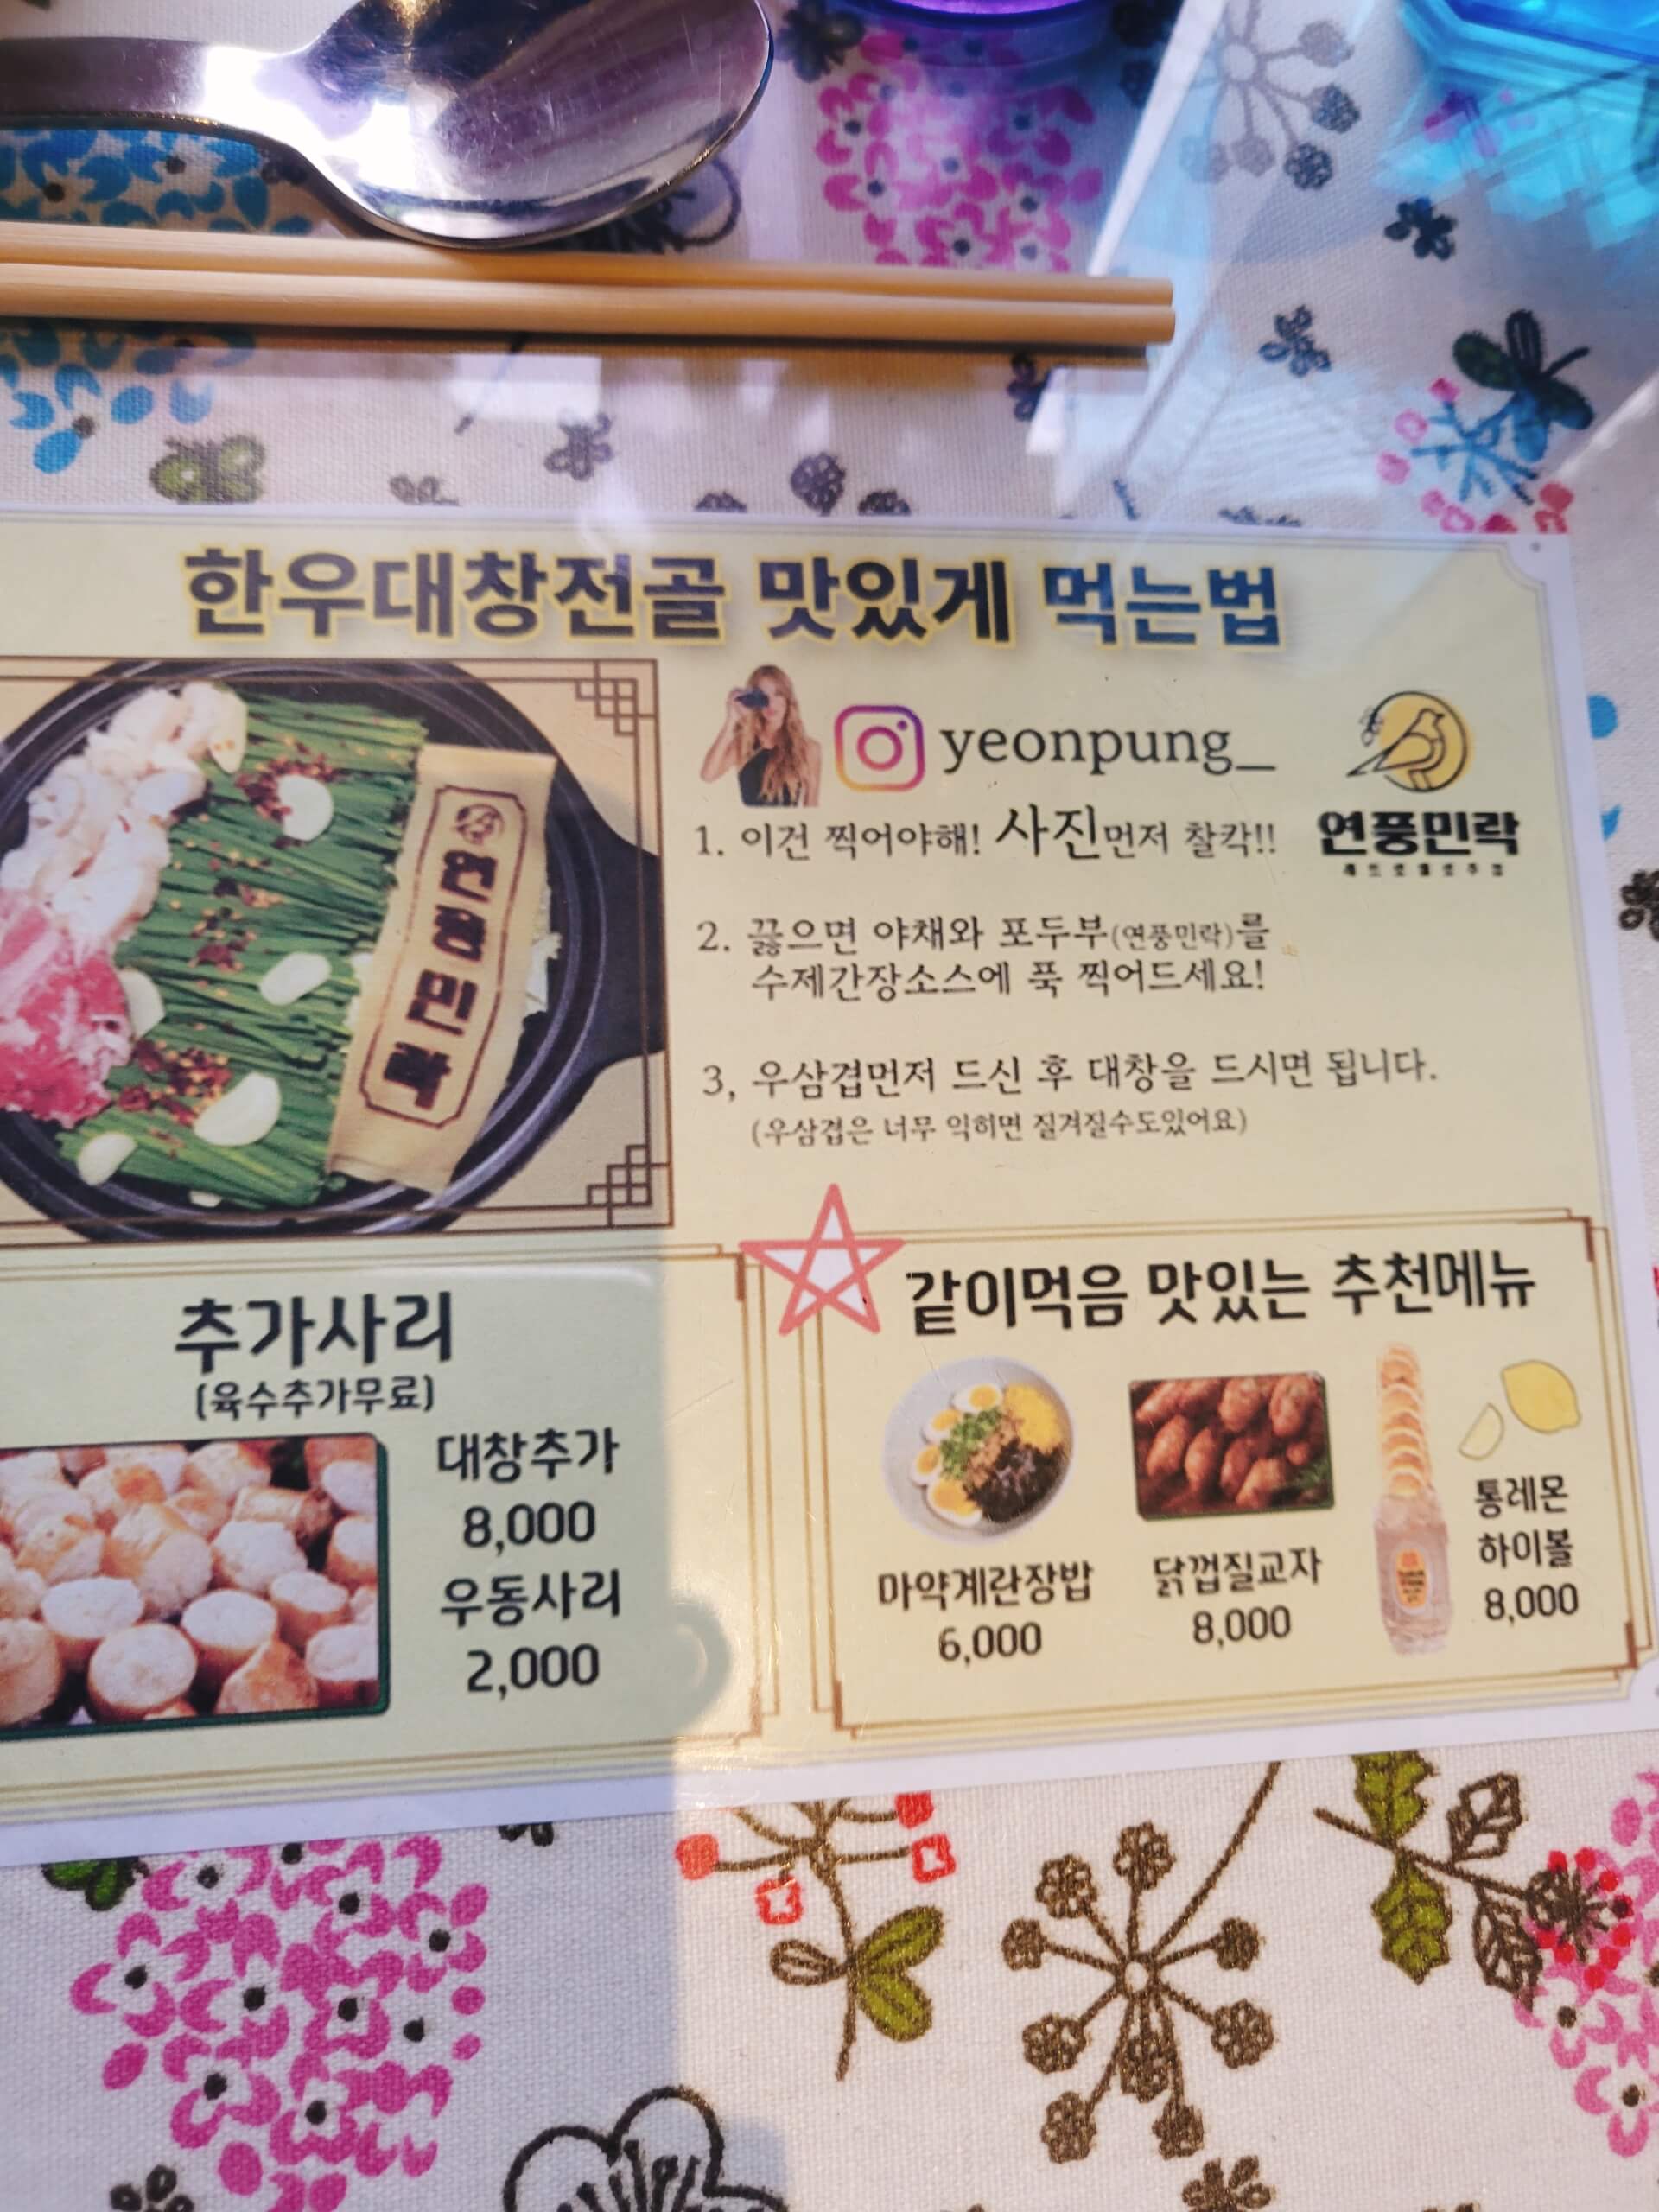 한우대창전골 맛있게 먹는법
연풍민락
yeonpung_
연풍민락
1. 이건 찍어야해! 사진먼저 찰칵!!
2. 끓으면 야채와 포두부(연풍민락)를
수제간장소스에 푹 찍어드세요!
3, 우삼겹먼저 드신 후 대창을 드시면 됩니다.
(우삼겹은 너무 익히면 질겨질수도있어요)
추가사리
(육수추가무료)
대창추가
8,000
우동사리
2,000
같이먹음 맛있는 추천메뉴
마약계란장밥
6,000
닭껍질교자
8,000
통레몬
하이볼
8,000